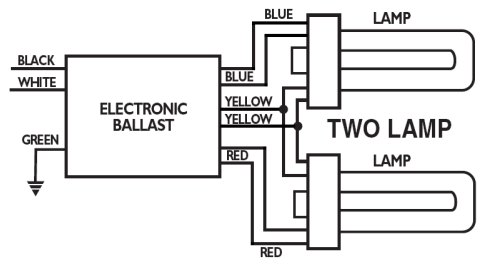 BLUE
LAMP
BLACK
WHITE
BLUE
ELECTRONIC
BALLAST
YELLOW
YELLOW
TWO LAMP
GREEN
RED
LAMP
RED